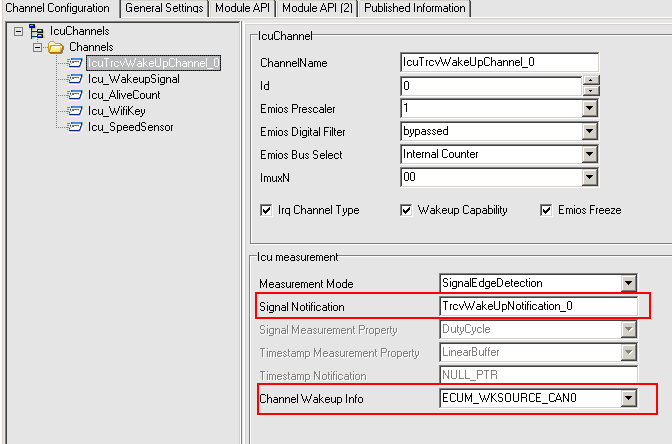 Channel Configuration General Settings Module API Module API (2) Published Information
IcuChannels
Channels
IcuTrcvWakeUpChannel_0
Icu_WakeupSignal
Icu_AliveCount
Icu_WifiKey
Icu_SpeedSensor
IcuChannel
ChannelName IcuTrcvWakeUpChannel_0
Id 0
Emios Prescaler 1
Emios Digital Filter bypassed
Emios Bus Select Internal Counter
ImuxN 00
Irq Channel Type Wakeup Capability Emios Freeze
Icu measurement
Measurement Mode SignalEdgeDetection
Signal Notification TrcvWakeUpNotification_0
Signal Measurement Property DutyCycle
Timestamp Measurement Property LinearBuffer
Timestamp Notification NULL_PTR
Channel Wakeup Info ECUM_WKSOURCE_CAN0